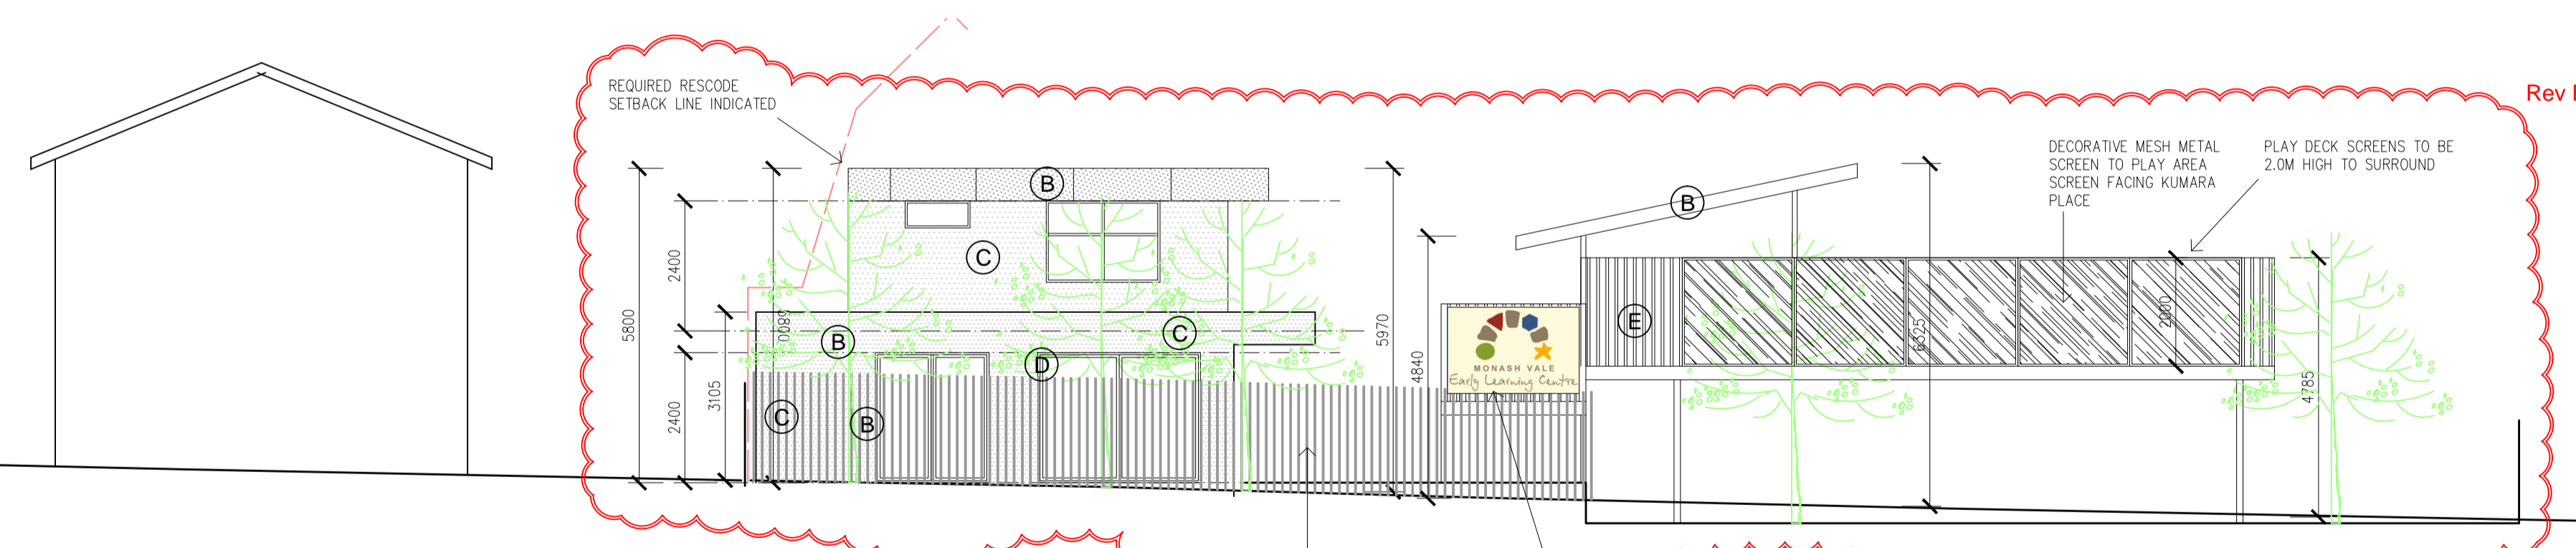 REQUIRED RESCODE
SETBACK LINE INDICATED
Rev
DECORATIVE MESH METAL
SCREEN TO PLAY AREA
SCREEN FACING KUMARA
PLACE
PLAY DECK SCREENS TO BE
2.0M HIGH TO SURROUND
B
C
B
C
D
C
B
B
E
5800
2400
2400
3105
5800
5970
4840
6325
2000
4785
MONASH VALE
Early Learning Centre